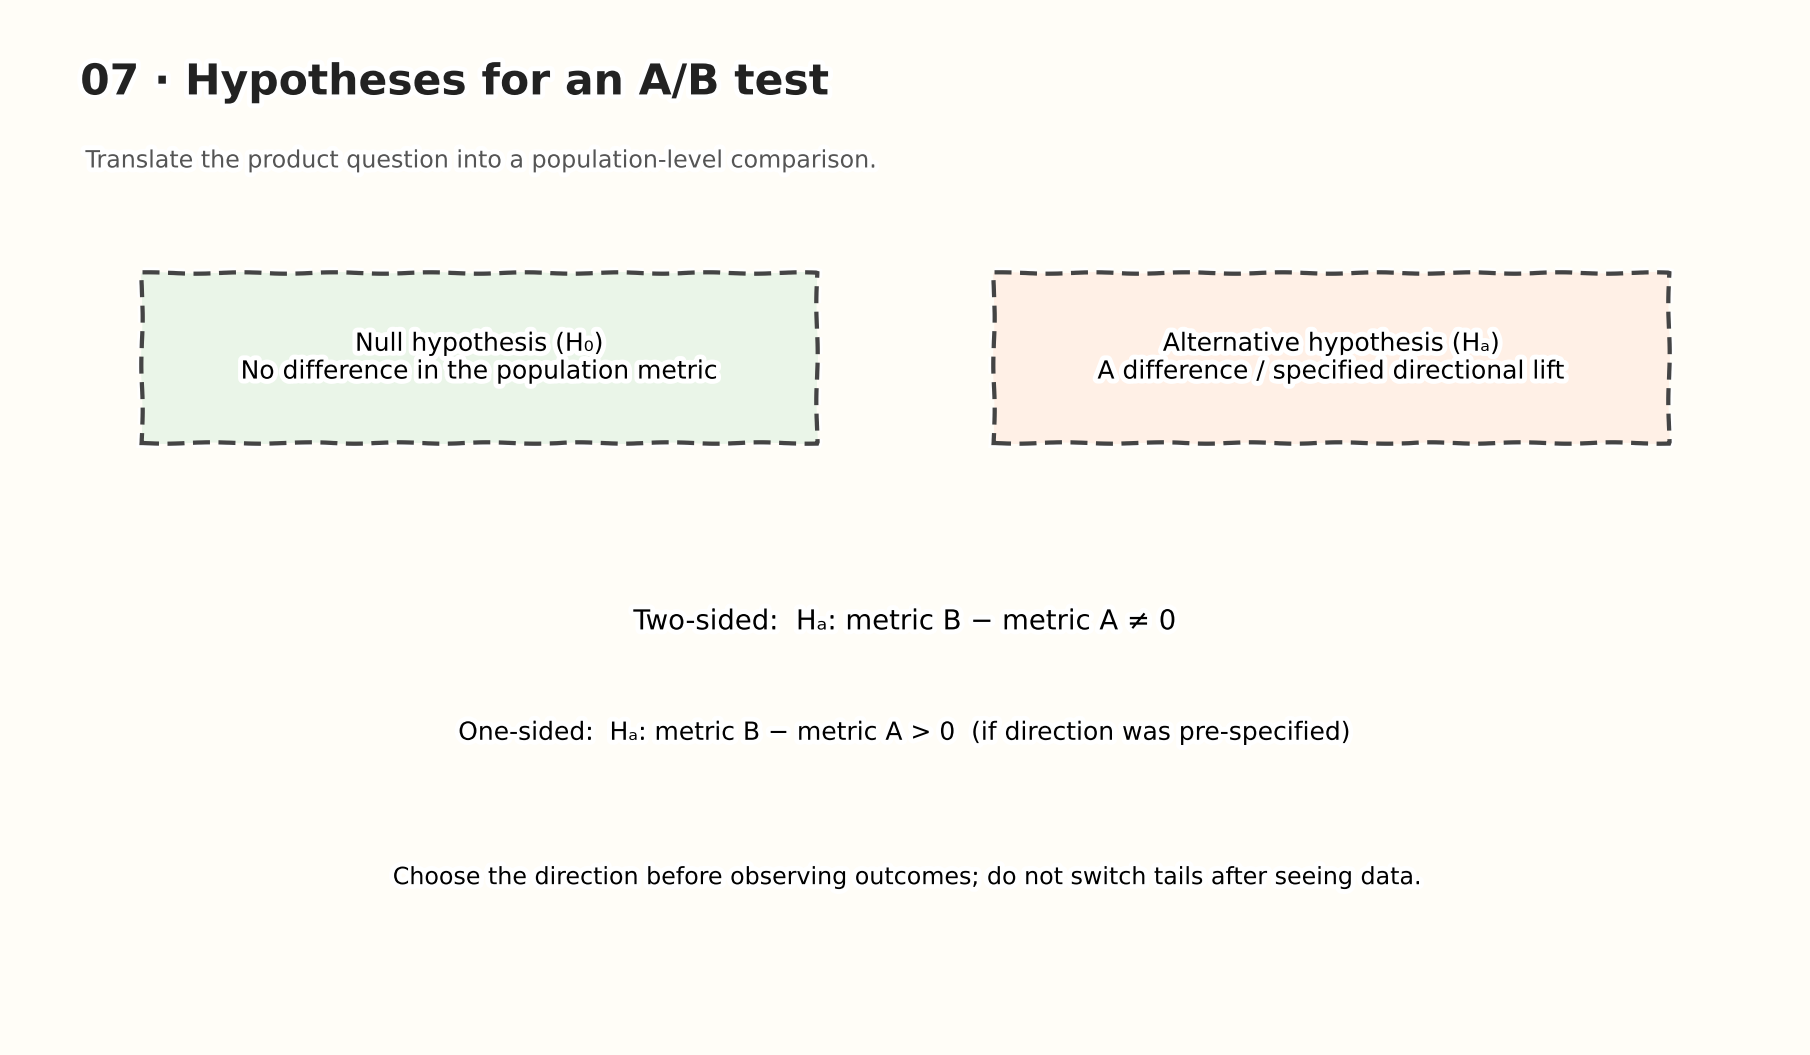 07 · Hypotheses for an A/B test
Translate the product question into a population-level comparison.
Null hypothesis (H₀)
No difference in the population metric
Alternative hypothesis (Hₐ)
A difference / specified directional lift
Two-sided:  Hₐ: metric B − metric A ≠ 0
One-sided:  Hₐ: metric B − metric A > 0  (if direction was pre-specified)
Choose the direction before observing outcomes; do not switch tails after seeing data.